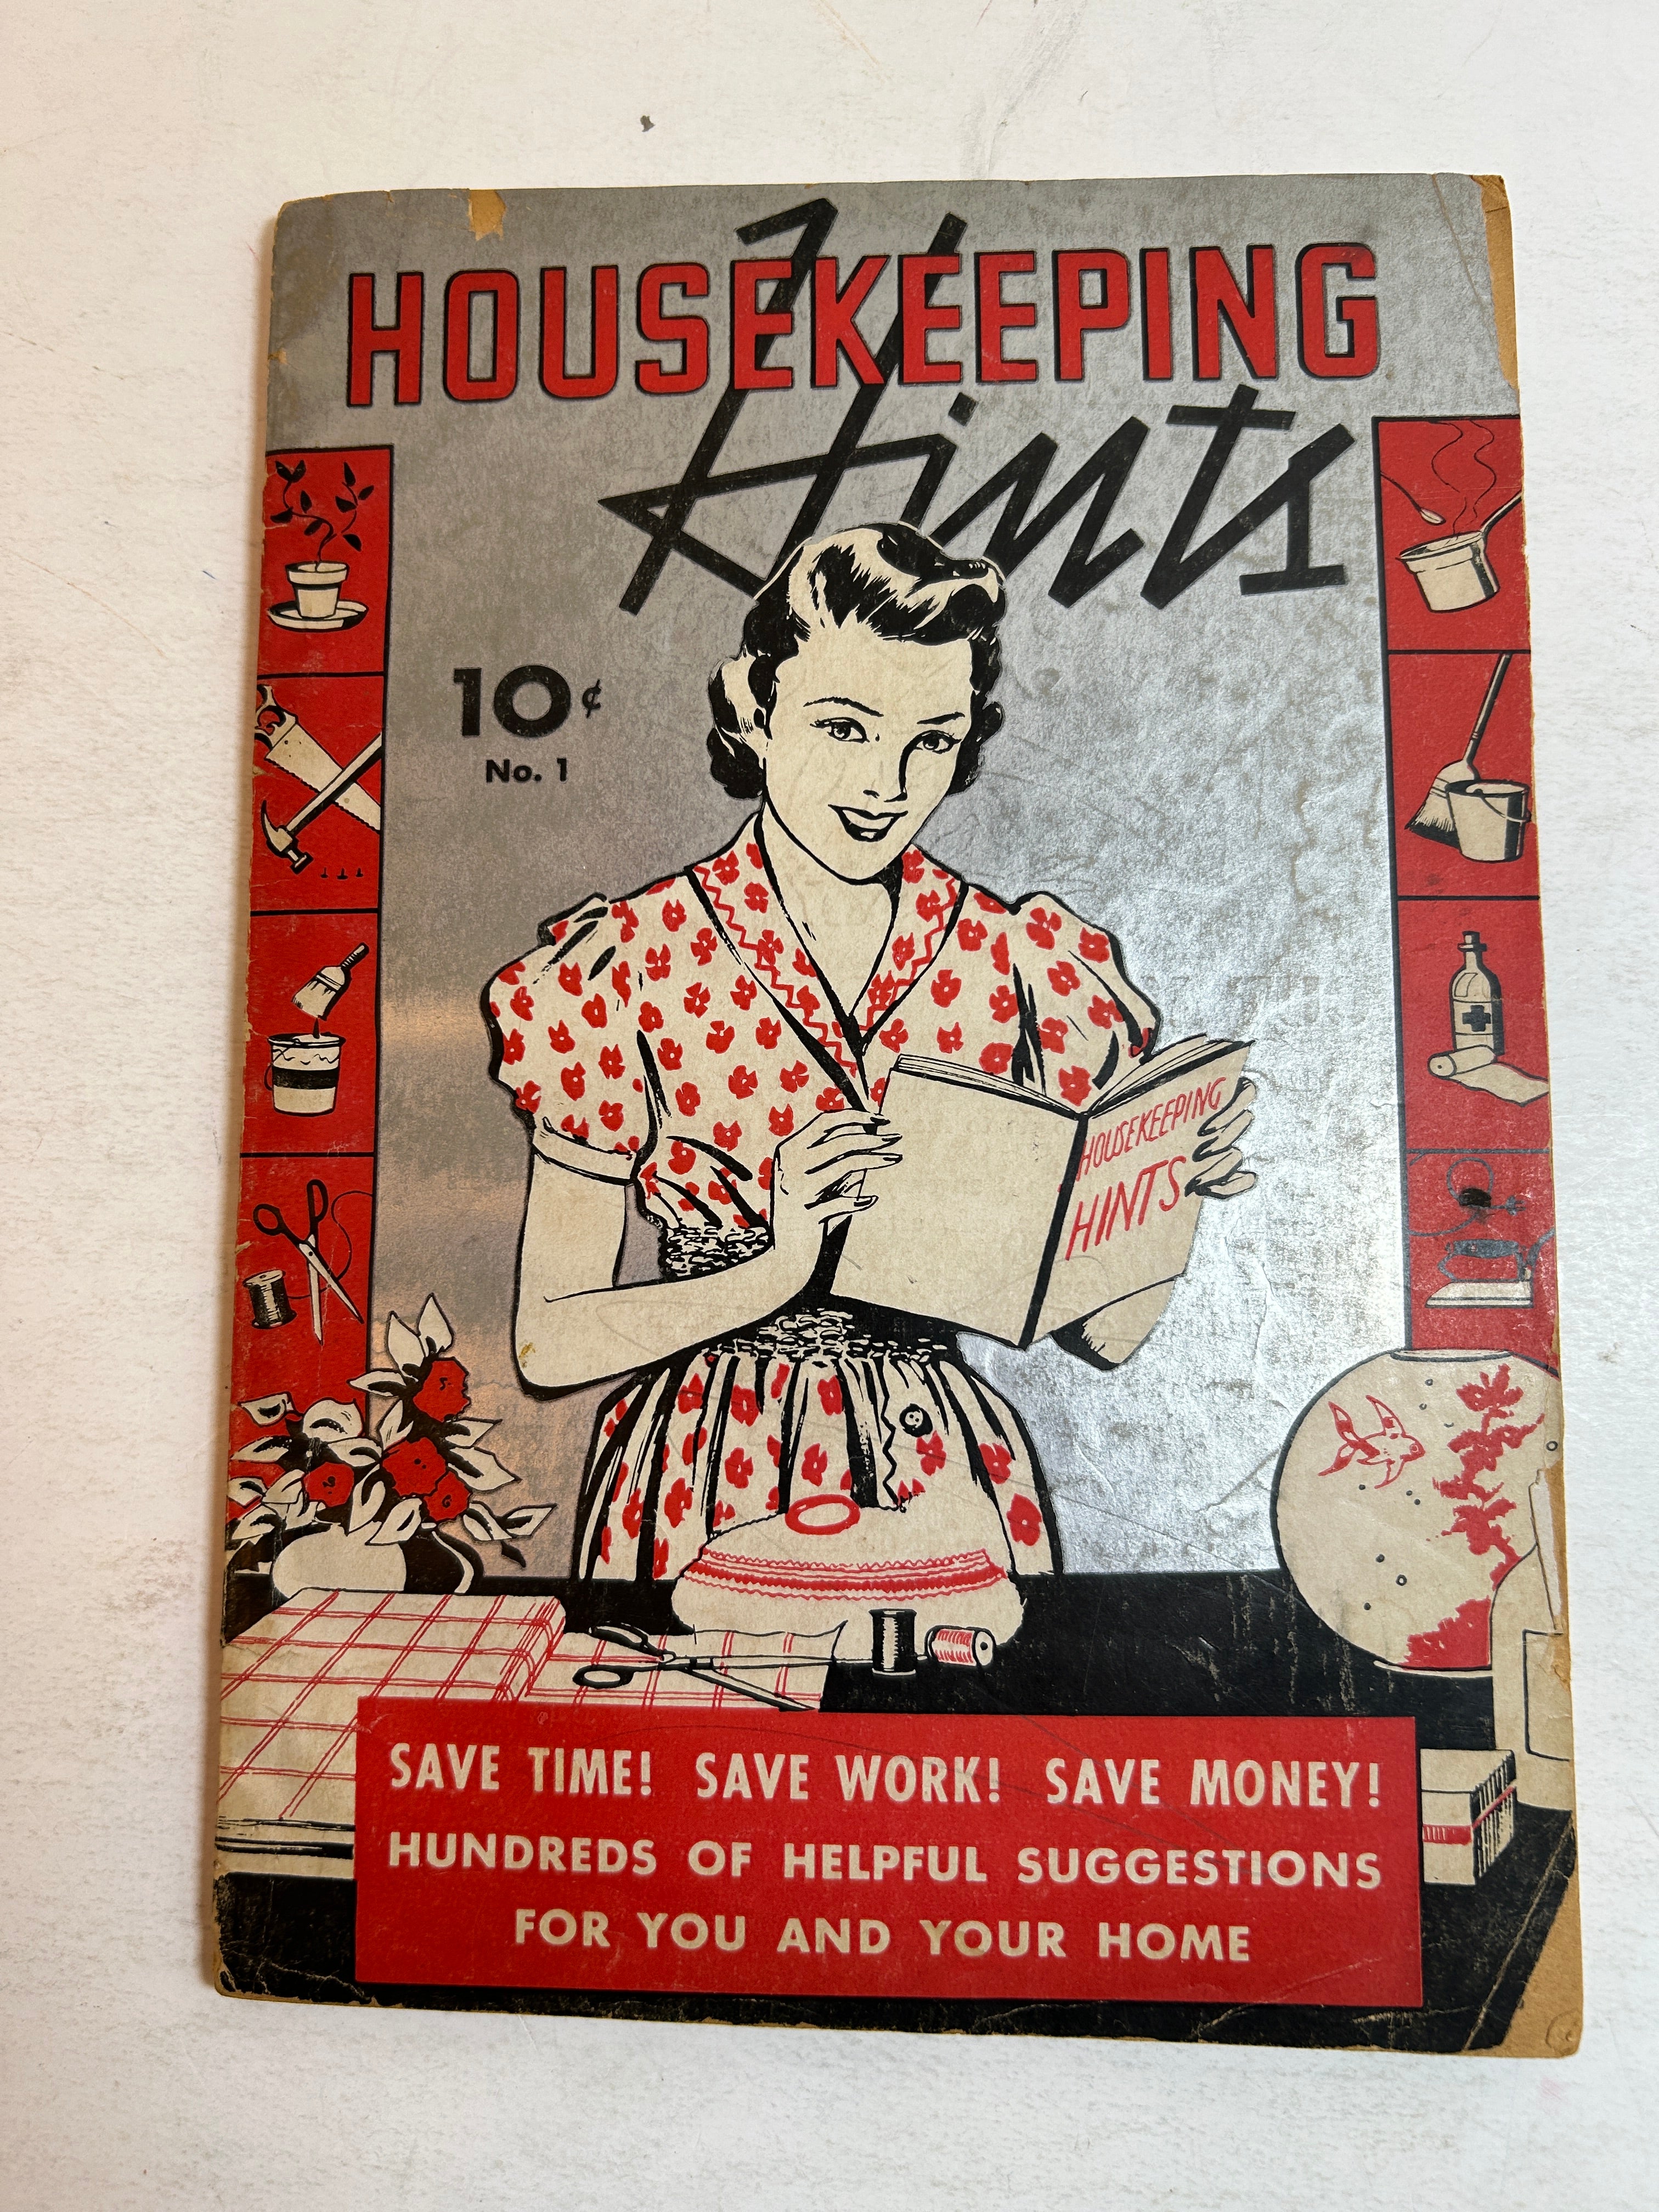 HOUSEKEEPING
Hints
10¢
No. 1
HOUSEKEEPING
HINTS
SAVE TIME! SAVE WORK! SAVE MONEY!
HUNDREDS OF HELPFUL SUGGESTIONS
FOR YOU AND YOUR HOME